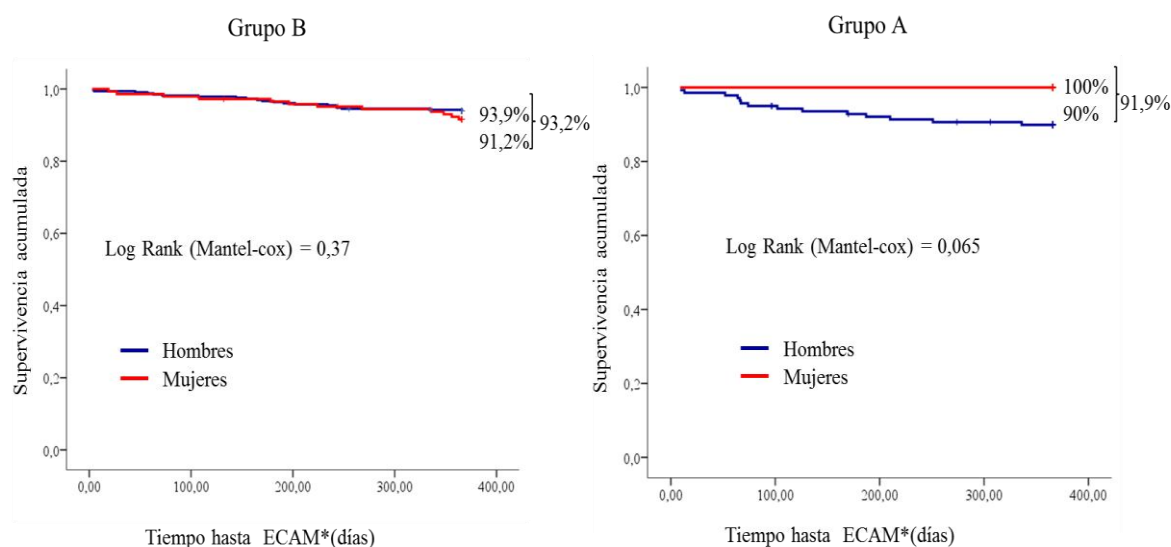 Grupo B
Supervivencia acumulada
1,0
0,8
0,6
0,4
0,2
0,0
93,9%
91,2%
93,2%
Log Rank (Mantel-cox) = 0,37
Hombres
Mujeres
0,00 100,00 200,00 300,00 400,00
Tiempo hasta ECAM*(días)
Grupo A
Supervivencia acumulada
1,0
0,8
0,6
0,4
0,2
0,0
100%
90%
91,9%
Log Rank (Mantel-cox) = 0,065
Hombres
Mujeres
0,00 100,00 200,00 300,00 400,00
Tiempo hasta ECAM*(días)